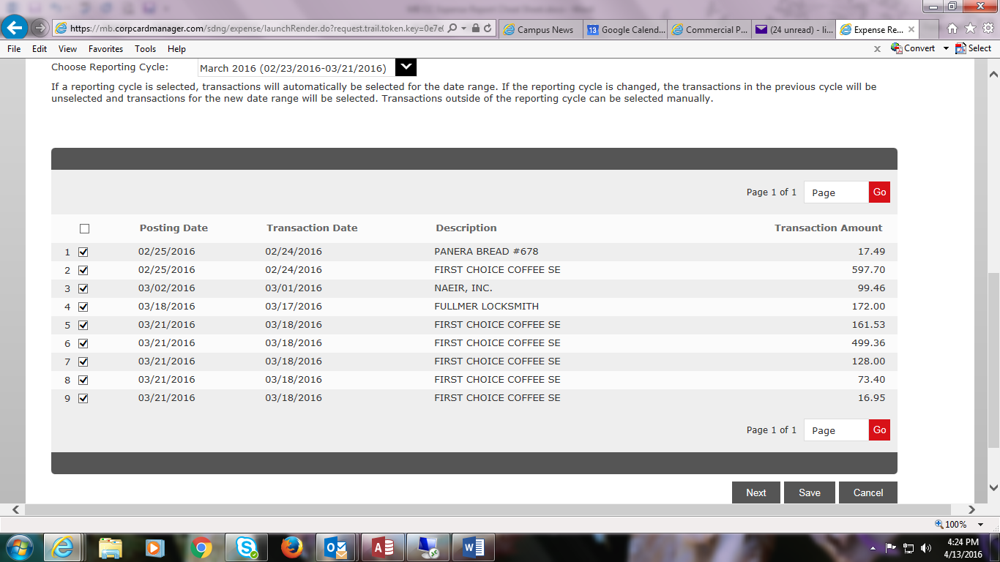 https://mb.corpcardmanager.com/sdng/expense/launchRender.do?request.trail.token.key=0e7e
Campus News
Google Calend...
Commercial P...
(24 unread) - li...
Expense Re...
File Edit View Favorites Tools Help
x Convert Select
Choose Reporting Cycle: March 2016 (02/23/2016-03/21/2016)
If a reporting cycle is selected, transactions will automatically be selected for the date range. If the reporting cycle is changed, the transactions in the previous cycle will be
unselected and transactions for the new date range will be selected. Transactions outside of the reporting cycle can be selected manually.
Page 1 of 1 Page Go
Posting Date Transaction Date Description Transaction Amount
1 02/25/2016 02/24/2016 PANERA BREAD #678 17.49
2 02/25/2016 02/24/2016 FIRST CHOICE COFFEE SE 597.70
3 03/02/2016 03/01/2016 NAEIR, INC. 99.46
4 03/18/2016 03/17/2016 FULLMER LOCKSMITH 172.00
5 03/21/2016 03/18/2016 FIRST CHOICE COFFEE SE 161.53
6 03/21/2016 03/18/2016 FIRST CHOICE COFFEE SE 499.36
7 03/21/2016 03/18/2016 FIRST CHOICE COFFEE SE 128.00
8 03/21/2016 03/18/2016 FIRST CHOICE COFFEE SE 73.40
9 03/21/2016 03/18/2016 FIRST CHOICE COFFEE SE 16.95
Page 1 of 1 Page Go
Next Save Cancel
100%
4:24 PM
4/13/2016